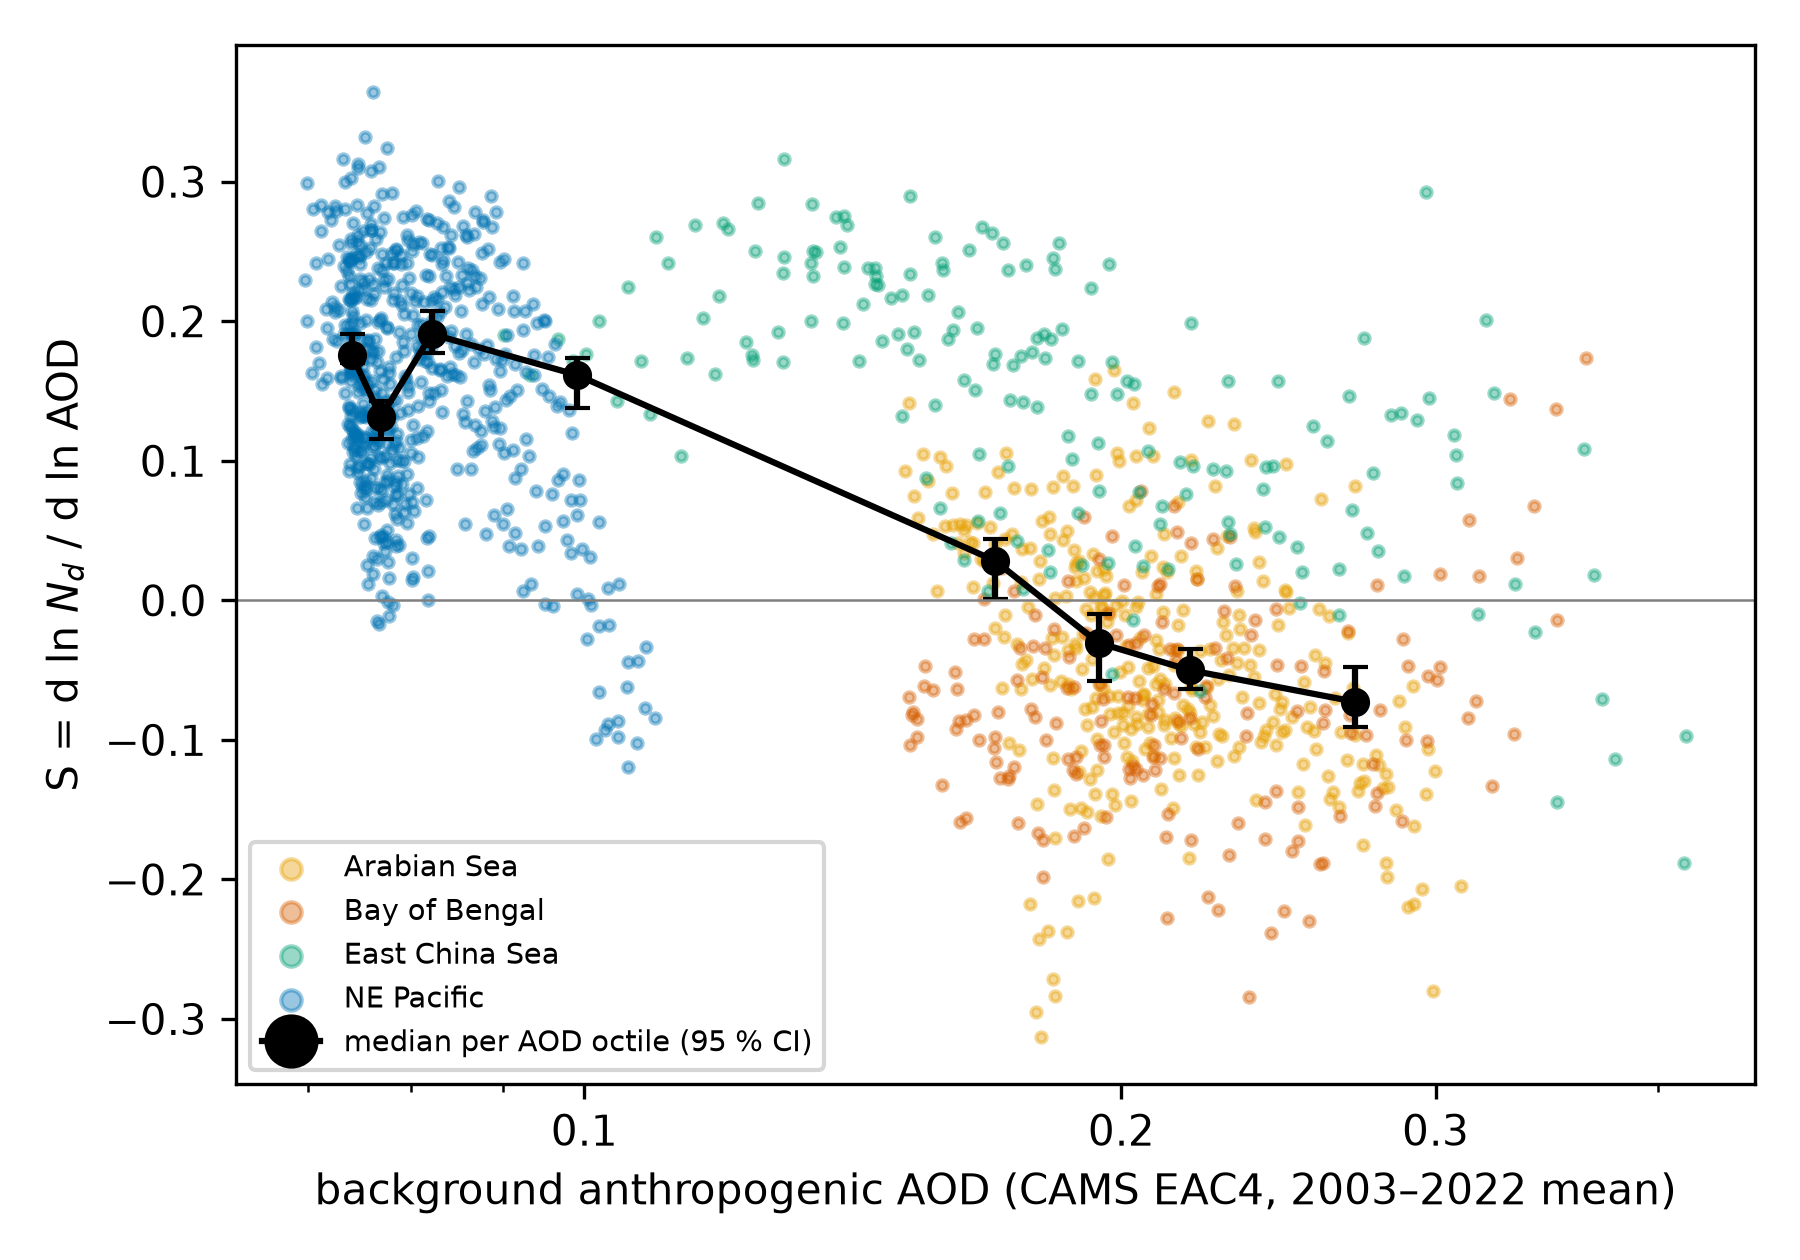 S = d ln N_d / d ln AOD
0.3
0.2
0.1
0.0
−0.1
−0.2
−0.3
Arabian Sea
Bay of Bengal
East China Sea
NE Pacific
median per AOD octile (95 % CI)
0.1 0.2 0.3
background anthropogenic AOD (CAMS EAC4, 2003–2022 mean)